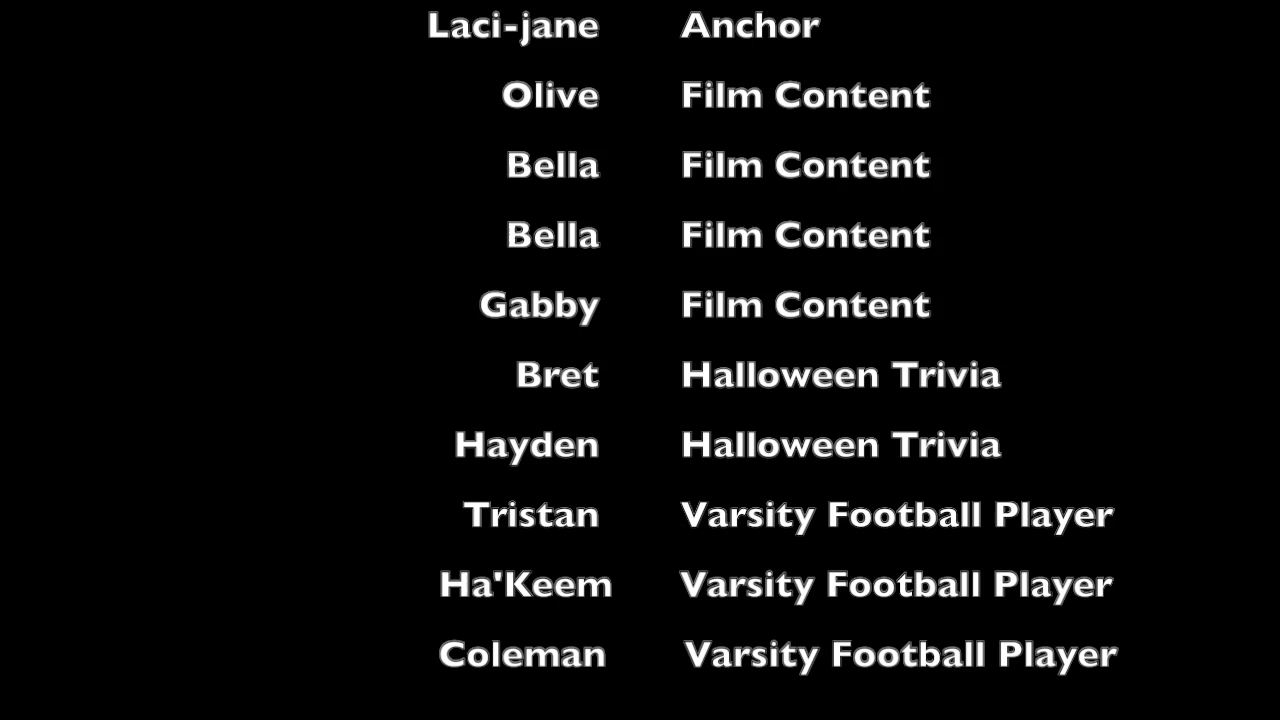 Laci-jane Anchor
Olive Film Content
Bella Film Content
Bella Film Content
Gabby Film Content
Bret Halloween Trivia
Hayden Halloween Trivia
Tristan Varsity Football Player
Ha'Keem Varsity Football Player
Coleman Varsity Football Player